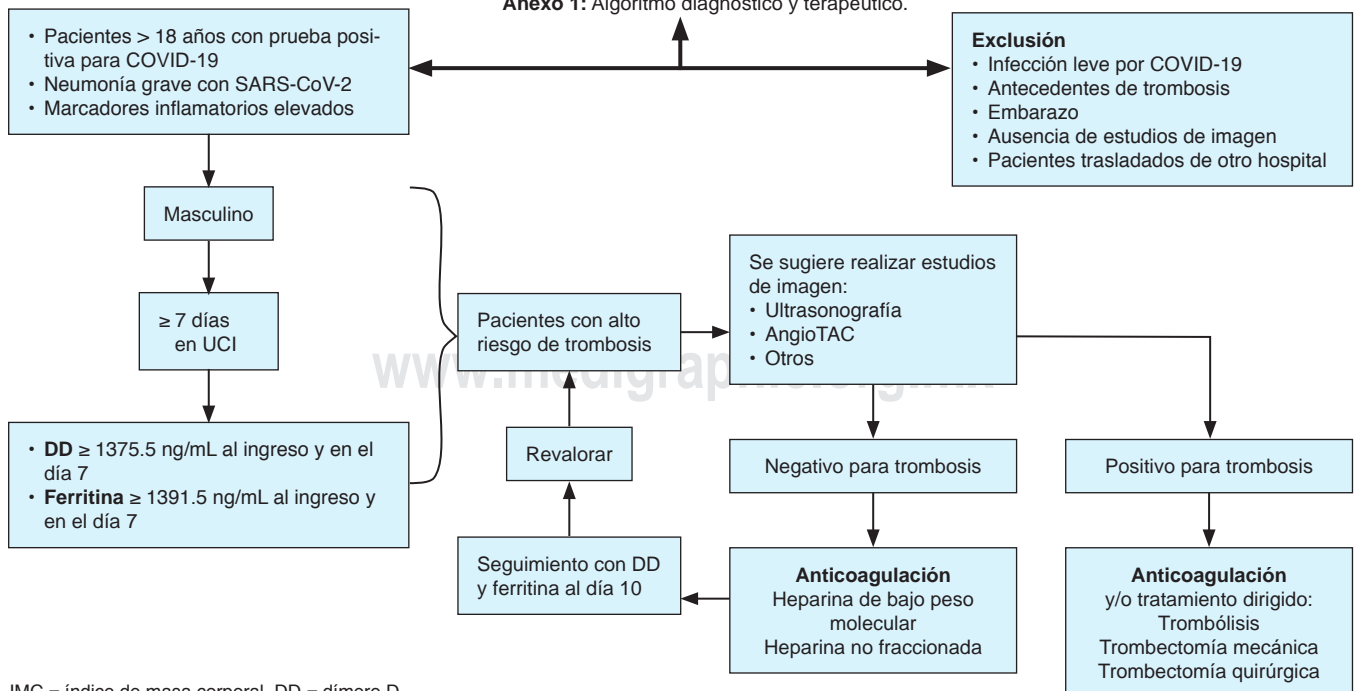 Anexo 1: Algoritmo diagnóstico y terapéutico.
• Pacientes > 18 años con prueba posi-
tiva para COVID-19
• Neumonía grave con SARS-CoV-2
• Marcadores inflamatorios elevados
Exclusión
• Infección leve por COVID-19
• Antecedentes de trombosis
• Embarazo
• Ausencia de estudios de imagen
• Pacientes trasladados de otro hospital
Masculino
≥ 7 días
en UCI
• DD ≥ 1375.5 ng/mL al ingreso y en el
día 7
• Ferritina ≥ 1391.5 ng/mL al ingreso y
en el día 7
Pacientes con alto
riesgo de trombosis
Se sugiere realizar estudios
de imagen:
• Ultrasonografía
• AngioTAC
• Otros
www.medigraphic.org.mx
Revalorar
Negativo para trombosis
Positivo para trombosis
Seguimiento con DD
y ferritina al día 10
Anticoagulación
Heparina de bajo peso
molecular
Heparina no fraccionada
Anticoagulación
y/o tratamiento dirigido:
Trombólisis
Trombectomía mecánica
Trombectomía quirúrgica
IMC = índice de masa corporal, DD = dímero D.